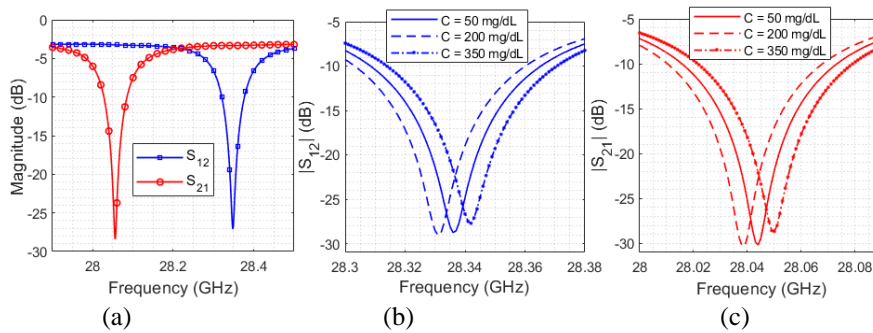 0
-5
-10
-15
-20
-25
-30
Magnitude (dB)
S12
S21
28
28.2
28.4
Frequency (GHz)
(a)
C = 50 mg/dL
C = 200 mg/dL
C = 350 mg/dL
-5
-10
-15
-20
-25
-30
|S12| (dB)
28.3
28.32
28.34
28.36
28.38
Frequency (GHz)
(b)
C = 50 mg/dL
C = 200 mg/dL
C = 350 mg/dL
-5
-10
-15
-20
-25
-30
|S21| (dB)
28
28.02
28.04
28.06
28.08
Frequency (GHz)
(c)